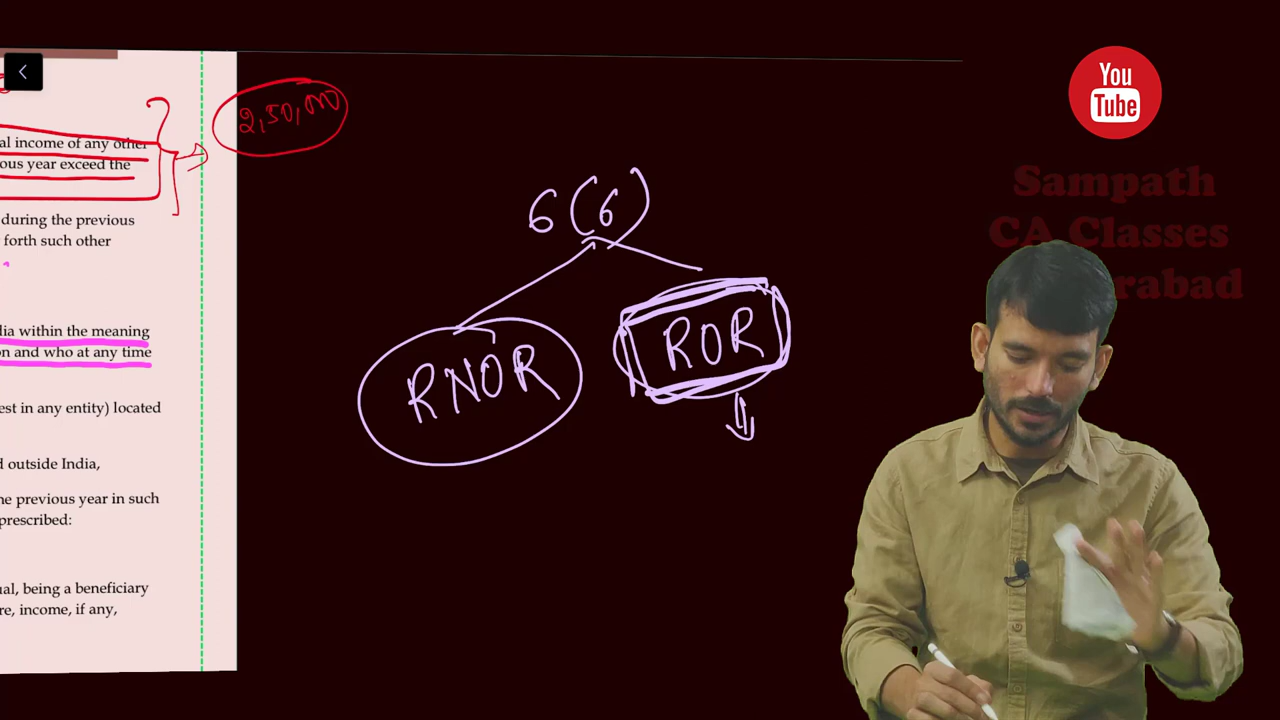 al income of any other
ous year exceed the
during the previous
forth such other
dia within the meaning
on and who at any time
est in any entity) located
d outside India,
ne previous year in such
prescribed:
ual, being a beneficiary
re, income, if any,
2,50,000
6(6)
RNOR
ROR
You
Tube
Sampath
CA Classes
rabad